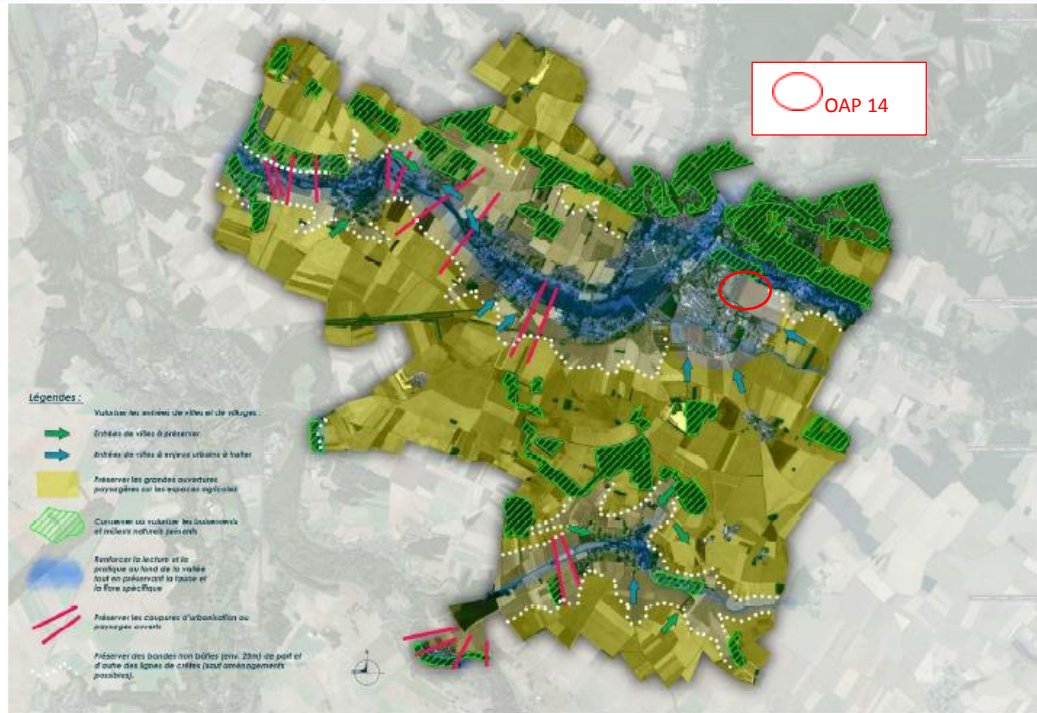 OAP 14
Légendes :
Valoriser les entrées de villes et de villages :
Entrées de villes à préserver
Entrées de villes à enjeux urbains à traiter
Préserver les grandes ouvertures
paysagères sur les espaces agricoles
Conserver ou valoriser les boisements
et milieux naturels présents
Renforcer la lecture et la
pratique du fond de la vallée
tout en préservant la faune et
la flore spécifique
Préserver les coupures d'urbanisation ou
paysages ouverts
Préserver des bandes non bâties (env. 20m) de part et
d'autre des lignes de crêtes (sauf aménagements
possibles).